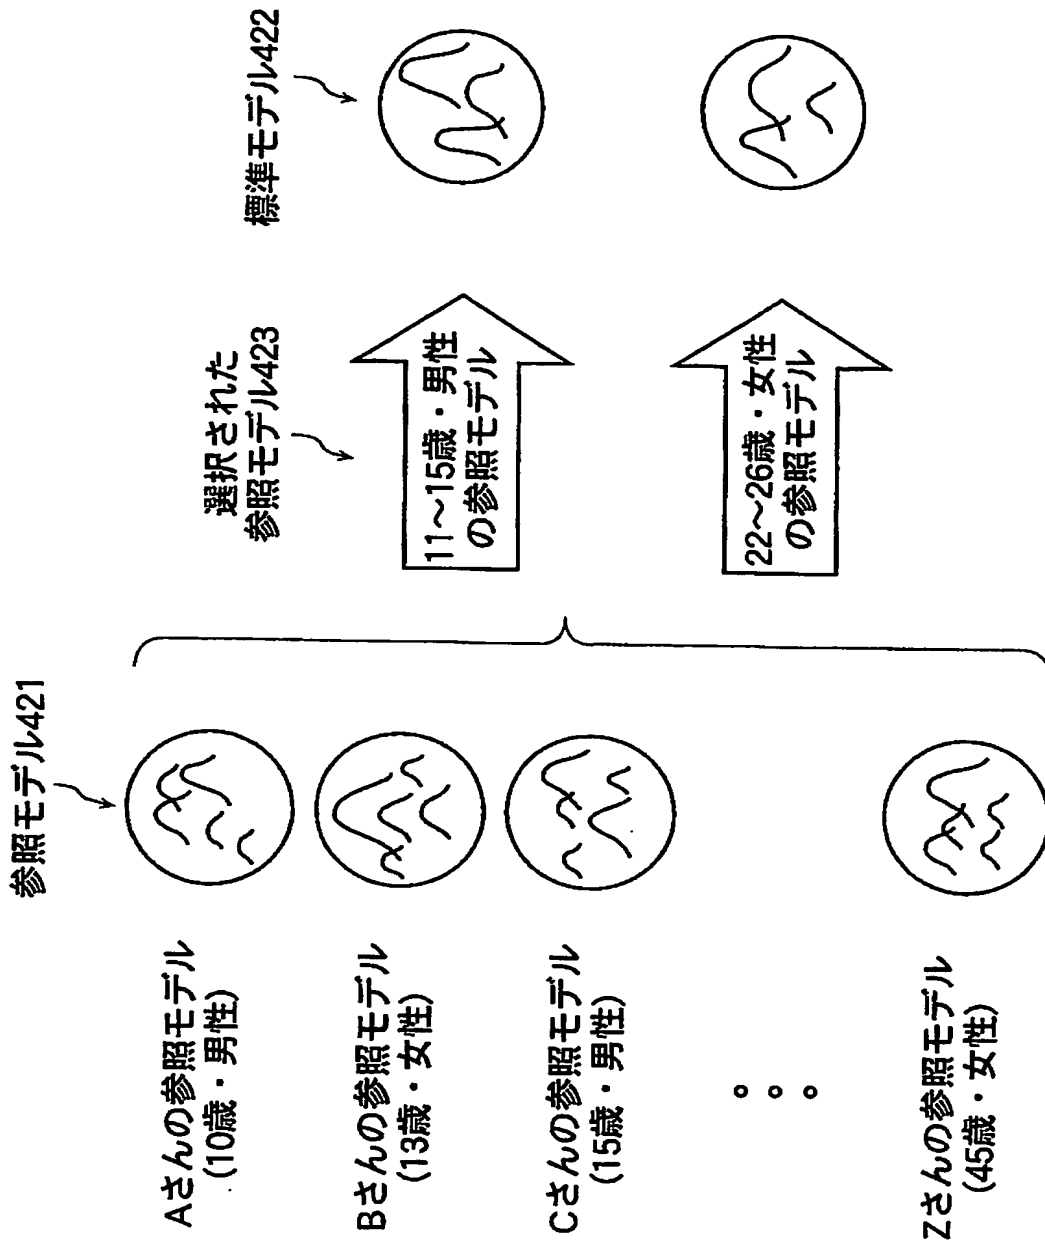 参照モデル421
Aさんの参照モデル
(10歳・男性)
Bさんの参照モデル
(13歳・女性)
Cさんの参照モデル
(15歳・男性)
Zさんの参照モデル
(45歳・女性)
選択された
参照モデル423
11〜15歳・男性
の参照モデル
22〜26歳・女性
の参照モデル
標準モデル422